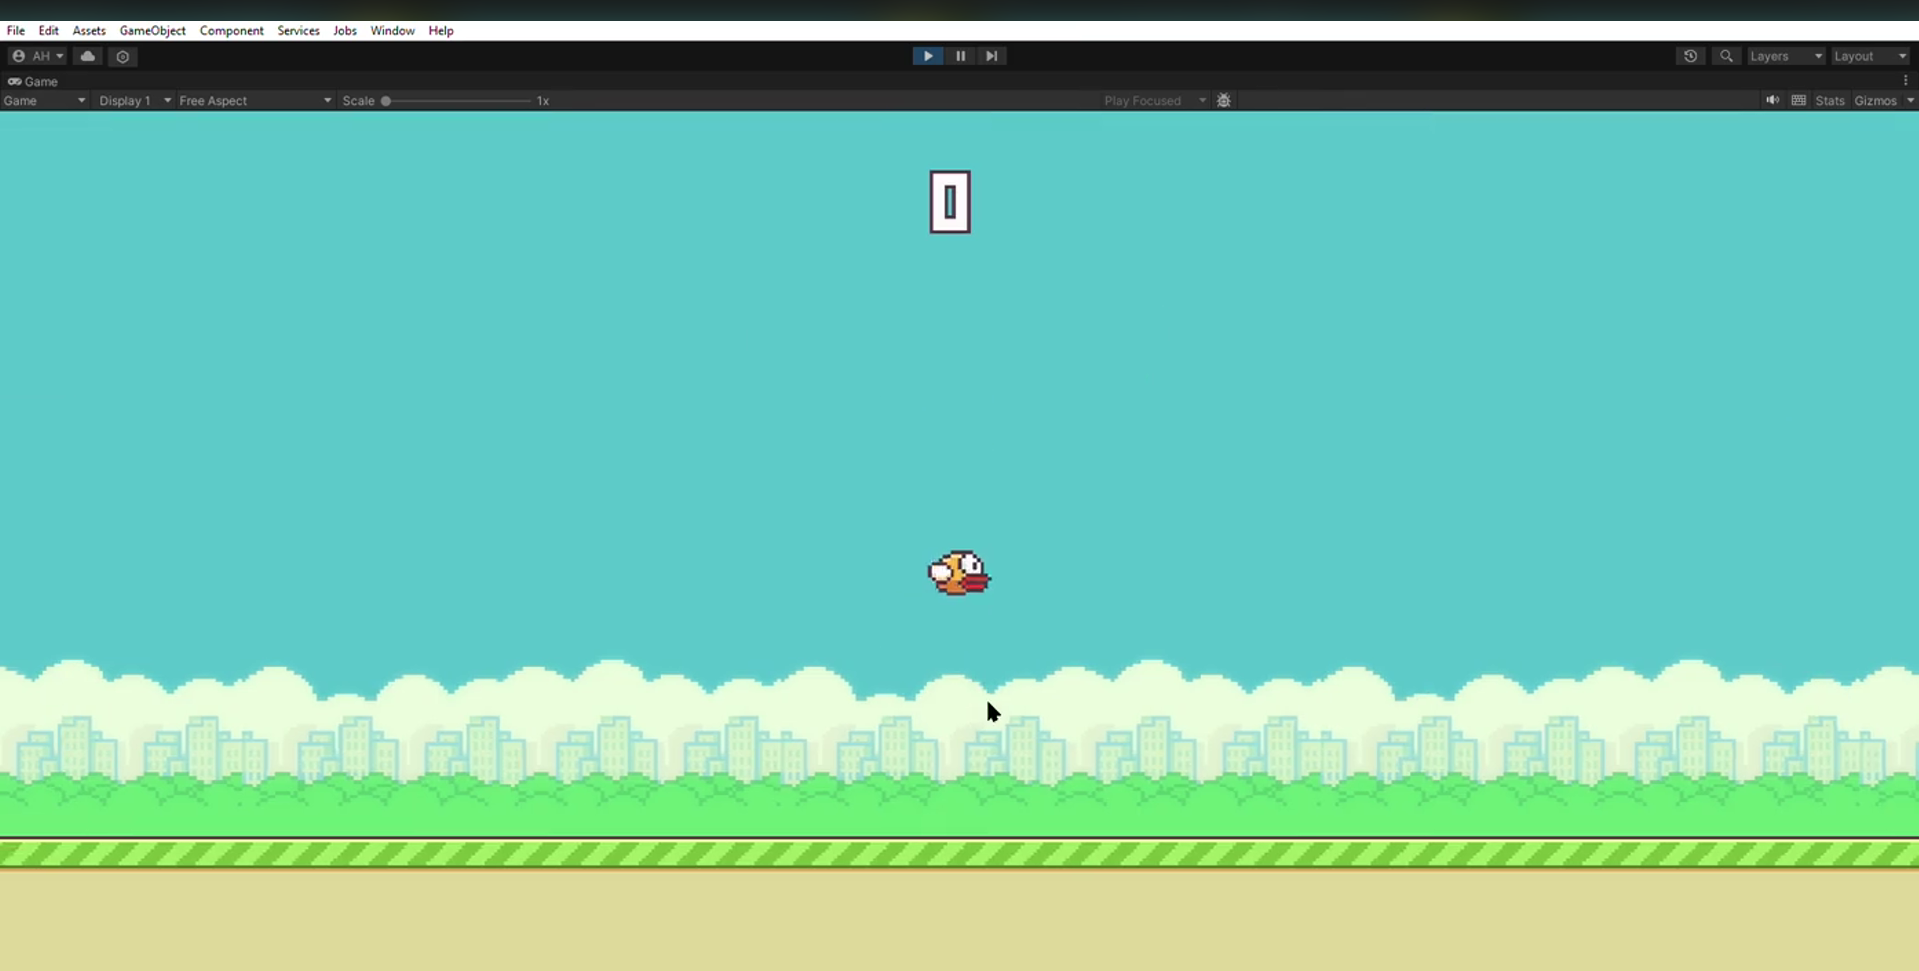 File Edit Assets GameObject Component Services Jobs Window Help
AH Layers Layout
Game
Game Display 1 Free Aspect Scale 1x Play Focused Stats Gizmos
0